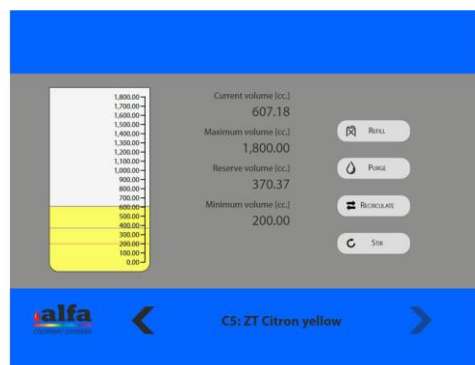 1,800.00
1,700.00
1,600.00
1,500.00
1,400.00
1,300.00
1,200.00
1,100.00
1,000.00
900.00
800.00
700.00
600.00
500.00
400.00
300.00
200.00
100.00
0.00
Current volume [cc.]
607.18
Maximum volume [cc.]
1,800.00
Reserve volume [cc.]
370.37
Minimum volume [cc.]
200.00
Refill
Purge
Recirculate
Stir
alfa
C5: ZT Citron yellow